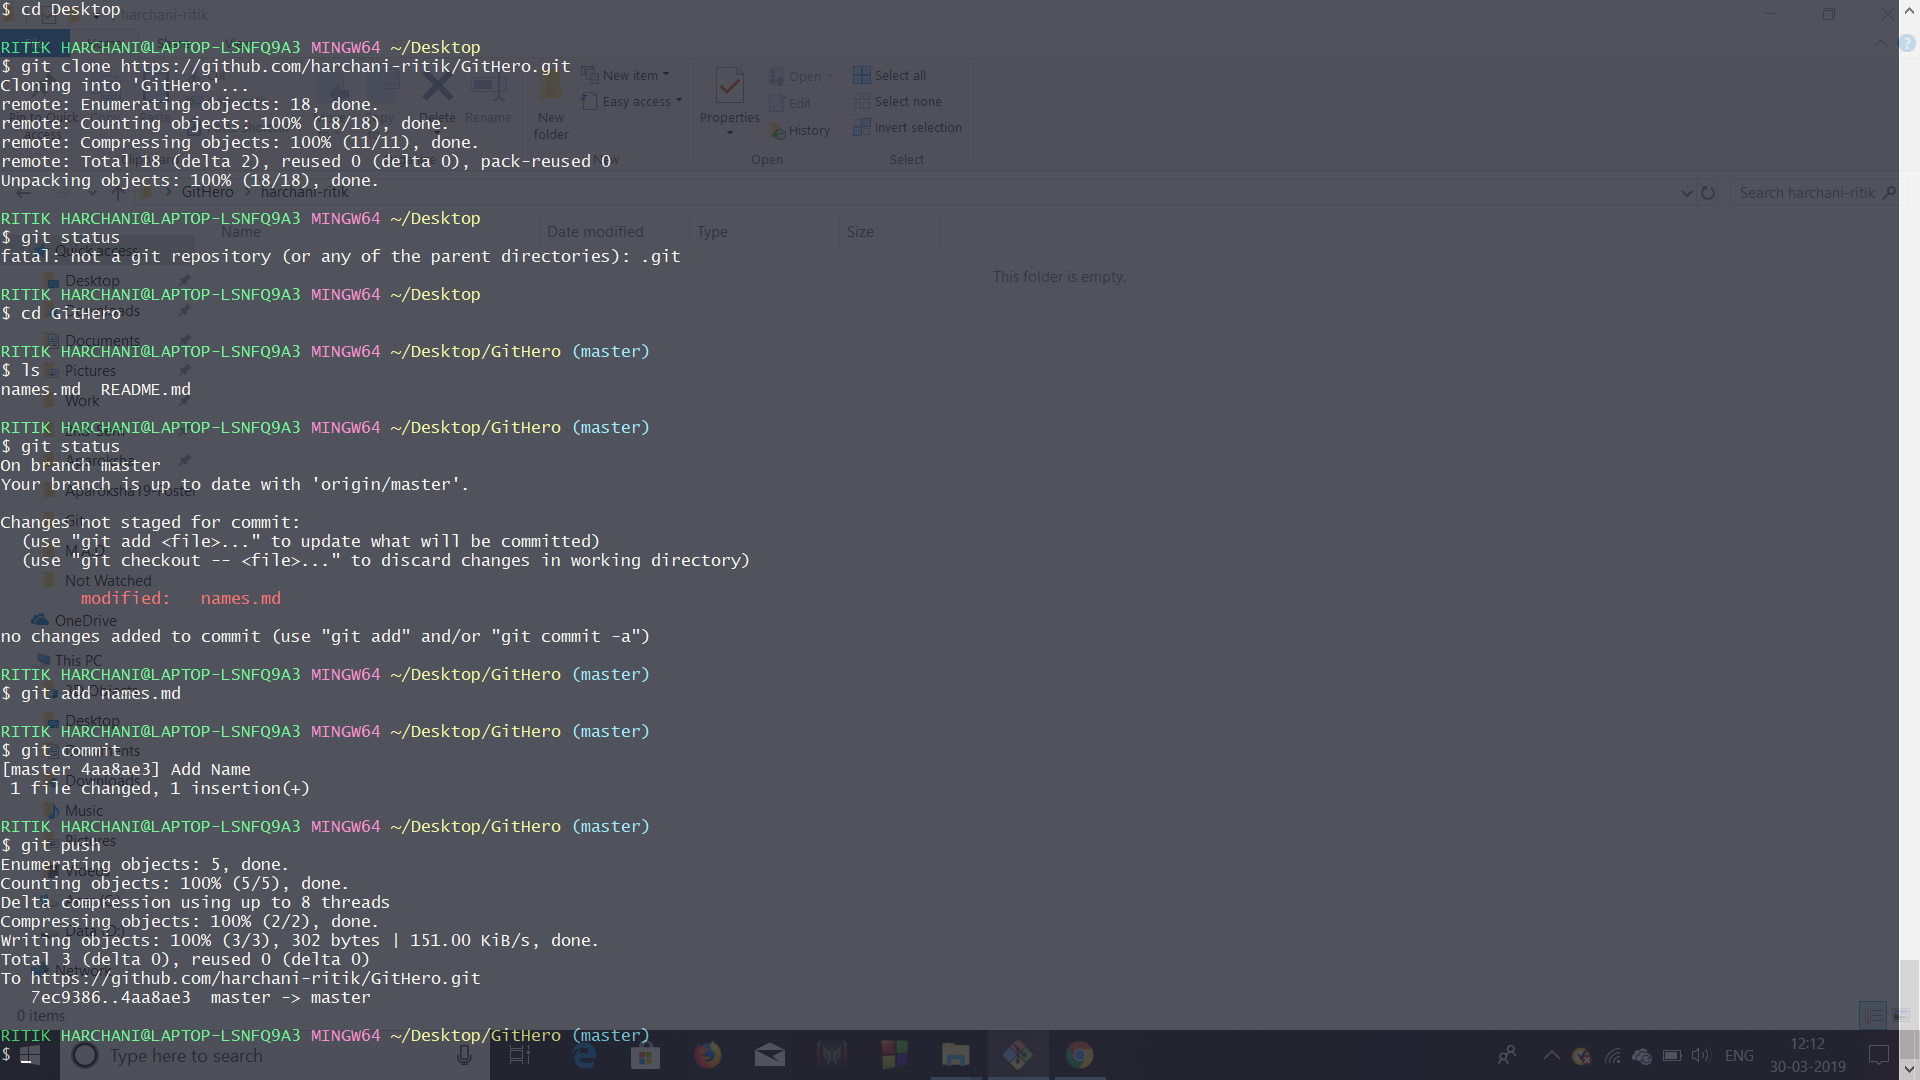 $ cd Desktop
harchani-ritik
RITIK HARCHANI@LAPTOP-LSNFQ9A3 MINGW64 ~/Desktop
$ git clone https://github.com/harchani-ritik/GitHero.git
Cloning into 'GitHero'...
remote: Enumerating objects: 18, done.
remote: Counting objects: 100% (18/18), done.
remote: Compressing objects: 100% (11/11), done.
remote: Total 18 (delta 2), reused 0 (delta 0), pack-reused 0
Unpacking objects: 100% (18/18), done.
RITIK HARCHANI@LAPTOP-LSNFQ9A3 MINGW64 ~/Desktop
$ git status
fatal: not a git repository (or any of the parent directories): .git
RITIK HARCHANI@LAPTOP-LSNFQ9A3 MINGW64 ~/Desktop
$ cd GitHero
RITIK HARCHANI@LAPTOP-LSNFQ9A3 MINGW64 ~/Desktop/GitHero (master)
$ ls
names.md  README.md
RITIK HARCHANI@LAPTOP-LSNFQ9A3 MINGW64 ~/Desktop/GitHero (master)
$ git status
On branch master
Your branch is up to date with 'origin/master'.
Changes not staged for commit:
  (use "git add <file>..." to update what will be committed)
  (use "git checkout -- <file>..." to discard changes in working directory)
        modified:   names.md
no changes added to commit (use "git add" and/or "git commit -a")
RITIK HARCHANI@LAPTOP-LSNFQ9A3 MINGW64 ~/Desktop/GitHero (master)
$ git add names.md
RITIK HARCHANI@LAPTOP-LSNFQ9A3 MINGW64 ~/Desktop/GitHero (master)
$ git commit
[master 4aa8ae3] Add Name
 1 file changed, 1 insertion(+)
RITIK HARCHANI@LAPTOP-LSNFQ9A3 MINGW64 ~/Desktop/GitHero (master)
$ git push
Enumerating objects: 5, done.
Counting objects: 100% (5/5), done.
Delta compression using up to 8 threads
Compressing objects: 100% (2/2), done.
Writing objects: 100% (3/3), 302 bytes | 151.00 KiB/s, done.
Total 3 (delta 0), reused 0 (delta 0)
To https://github.com/harchani-ritik/GitHero.git
   7ec9386..4aa8ae3  master -> master
RITIK HARCHANI@LAPTOP-LSNFQ9A3 MINGW64 ~/Desktop/GitHero (master)
$ _
Delete
Rename
New folder
New item
Easy access
New
Properties
Open
Edit
History
Open
Select all
Select none
Invert selection
Select
GitHero > harchani-ritik
Search harchani-ritik
Name
Date modified
Type
Size
This folder is empty.
Quick access
Desktop
Downloads
Documents
Pictures
Work
Aparoksha
Aparoksha19-Poster
Git
Not Watched
OneDrive
This PC
3D Objects
Desktop
Documents
Downloads
Music
Pictures
Videos
Data (D:)
Network
0 items
Type here to search
ENG
12:12
30-03-2019